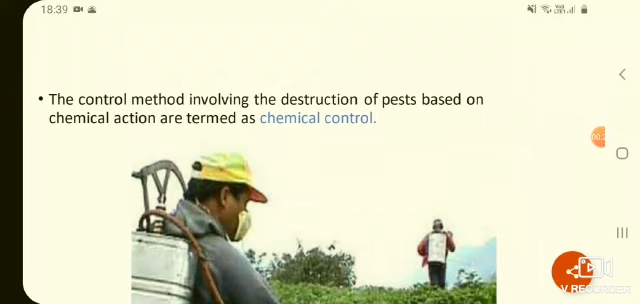 18:39
• The control method involving the destruction of pests based on
chemical action are termed as chemical control.
V RECORDER